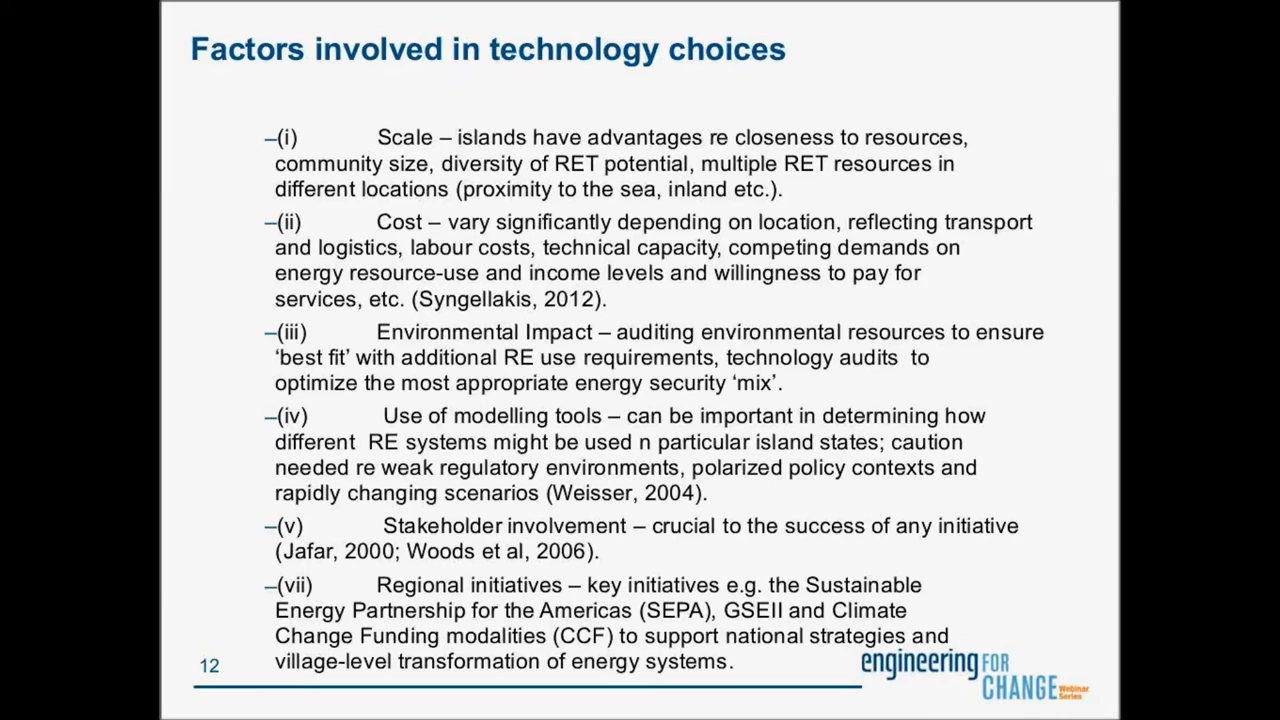 Factors involved in technology choices
–(i) Scale – islands have advantages re closeness to resources,
community size, diversity of RET potential, multiple RET resources in
different locations (proximity to the sea, inland etc.).
–(ii) Cost – vary significantly depending on location, reflecting transport
and logistics, labour costs, technical capacity, competing demands on
energy resource-use and income levels and willingness to pay for
services, etc. (Syngellakis, 2012).
–(iii) Environmental Impact – auditing environmental resources to ensure
‘best fit’ with additional RE use requirements, technology audits to
optimize the most appropriate energy security ‘mix’.
–(iv) Use of modelling tools – can be important in determining how
different RE systems might be used n particular island states; caution
needed re weak regulatory environments, polarized policy contexts and
rapidly changing scenarios (Weisser, 2004).
–(v) Stakeholder involvement – crucial to the success of any initiative
(Jafar, 2000; Woods et al, 2006).
–(vii) Regional initiatives – key initiatives e.g. the Sustainable
Energy Partnership for the Americas (SEPA), GSEII and Climate
Change Funding modalities (CCF) to support national strategies and
village-level transformation of energy systems.
12
engineering FOR
CHANGE Webinar
Series